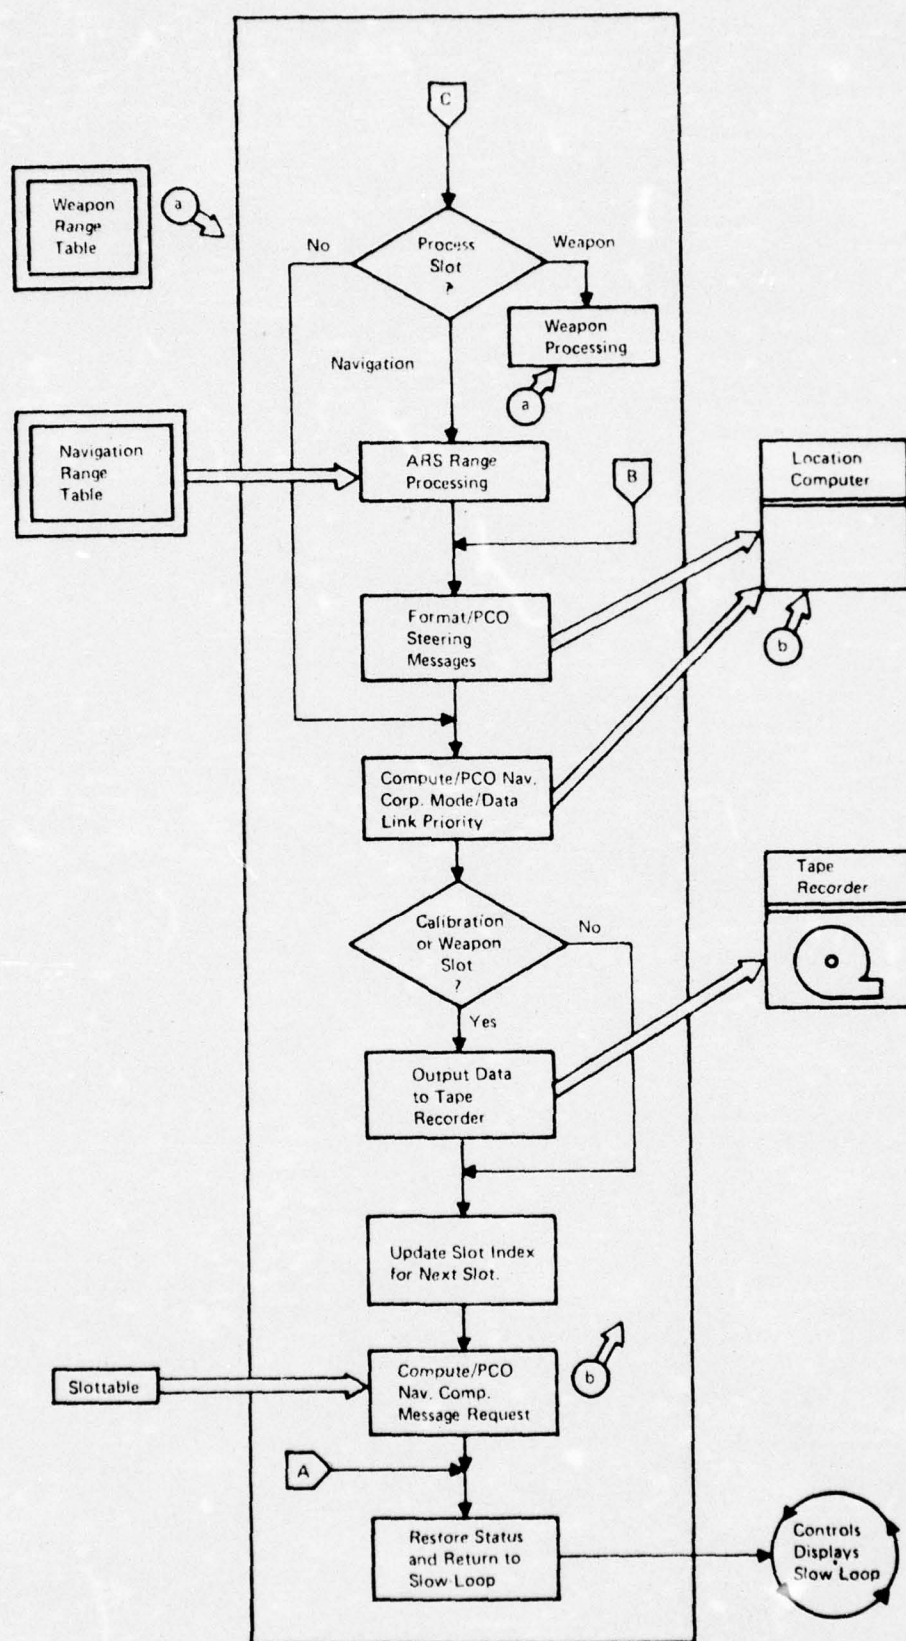 C
Weapon
Range
Table
a
No
Process
Slot
?
Weapon
Weapon
Processing
a
Navigation
Navigation
Range
Table
ARS Range
Processing
B
Location
Computer
Format/PCO
Steering
Messages
b
Compute/PCO Nav.
Corp. Mode/Data
Link Priority
Tape
Recorder
Calibration
or Weapon
Slot
?
No
Yes
Output Data
to Tape
Recorder
Update Slot Index
for Next Slot.
Slottable
Compute/PCO
Nav. Comp.
Message Request
b
A
Restore Status
and Return to
Slow Loop
Controls
Displays
Slow Loop